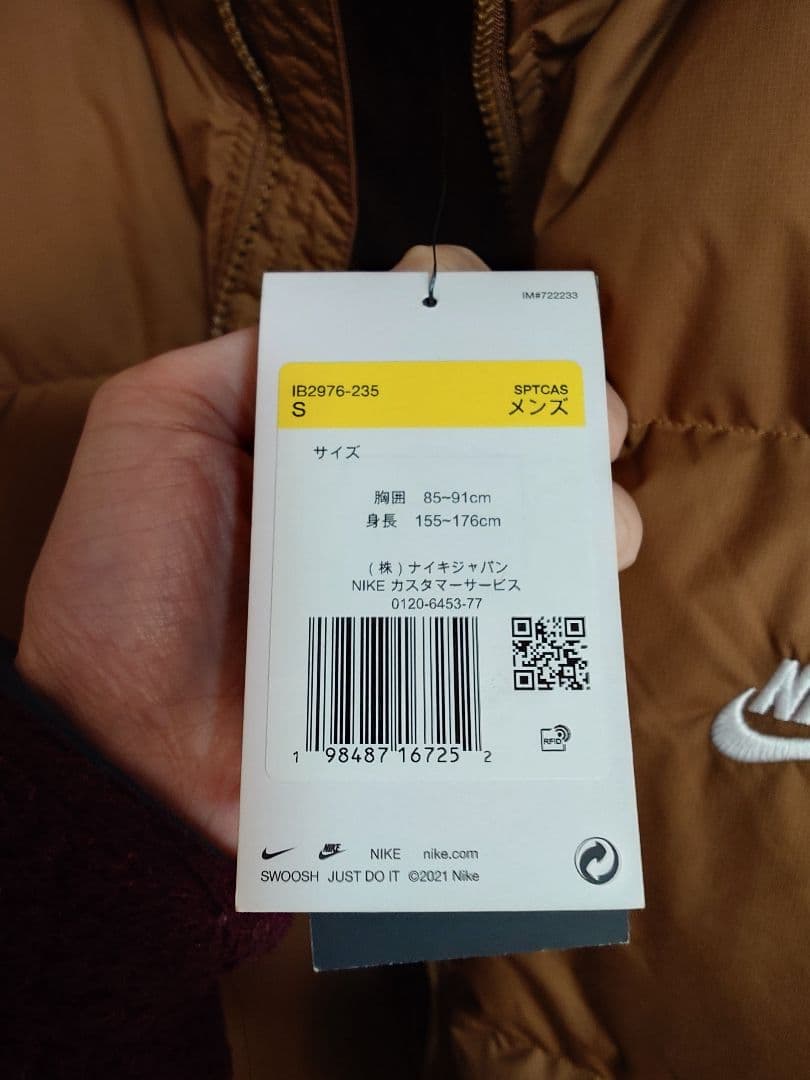 IM#722233
IB2976-235 SPTCAS
S メンズ
サイズ
胸囲 85~91cm
身長 155~176cm
(株)ナイキジャパン
NIKE カスタマーサービス
0120-6453-77
1 98487 16725 2
RFID
NIKE NIKE nike.com
SWOOSH JUST DO IT ©2021 Nike